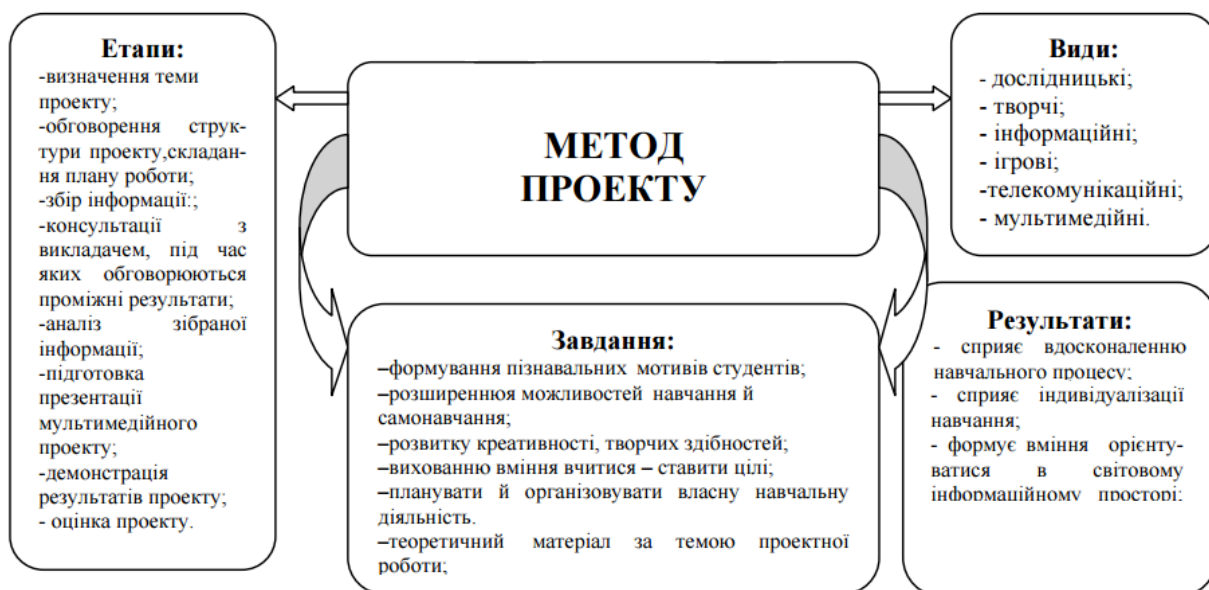 Етапи:
-визначення теми
проекту;
-обговорення струк-
тури проекту,складан-
ня плану роботи;
-збір інформації:;
-консультації з
викладачем, під час
яких обговорюються
проміжні результати;
-аналіз зібраної
інформації;
-підготовка
презентації
мультимедійного
проекту;
-демонстрація
результатів проекту;
- оцінка проекту.
МЕТОД
ПРОЕКТУ
Види:
- дослідницькі;
- творчі;
- інформаційні;
- ігрові;
-телекомунікаційні;
- мультимедійні.
Завдання:
–формування пізнавальних мотивів студентів;
–розширеннюя можливостей навчання й
самонавчання;
–розвитку креативності, творчих здібностей;
–вихованню вміння вчитися – ставити цілі;
–планувати й організовувати власну навчальну
діяльність.
–теоретичний матеріал за темою проектної
роботи;
Результати:
- сприяє вдосконаленню
навчального процесу;
- сприяє індивідуалізації
навчання;
- формує вміння орієнту-
ватися в світовому
інформаційному просторі;